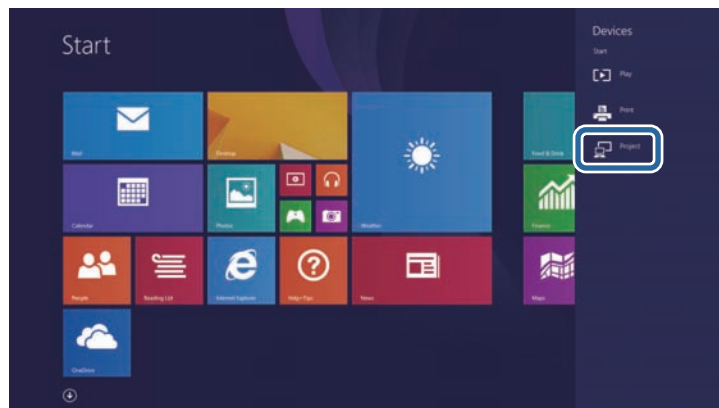 Start
Devices
Start
Play
Print
Project
Mail
Desktop
Food & Drink
Calendar
Photos
Weather
Finance
People
Reading List
Internet Explorer
Help+Tips
News
Maps
OneDrive